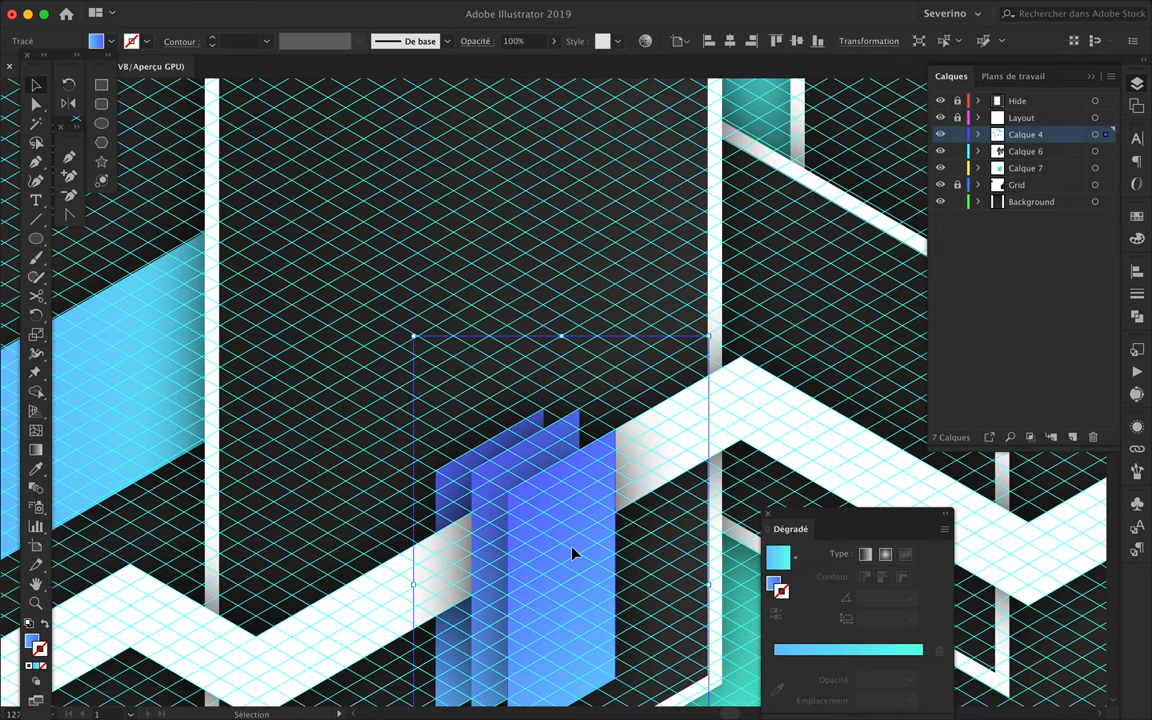 Adobe Illustrator 2019
Severino
Rechercher dans Adobe Stock
Tracé
Contour :
De base
Opacité : 100%
Style :
Transformation
VB/Aperçu GPU)
Calques
Plans de travail
Hide
Layout
Calque 4
Calque 6
Calque 7
Grid
Background
7 Calques
Dégradé
Type :
Contour :
Opacité :
Emplacement :
127
1
Sélection